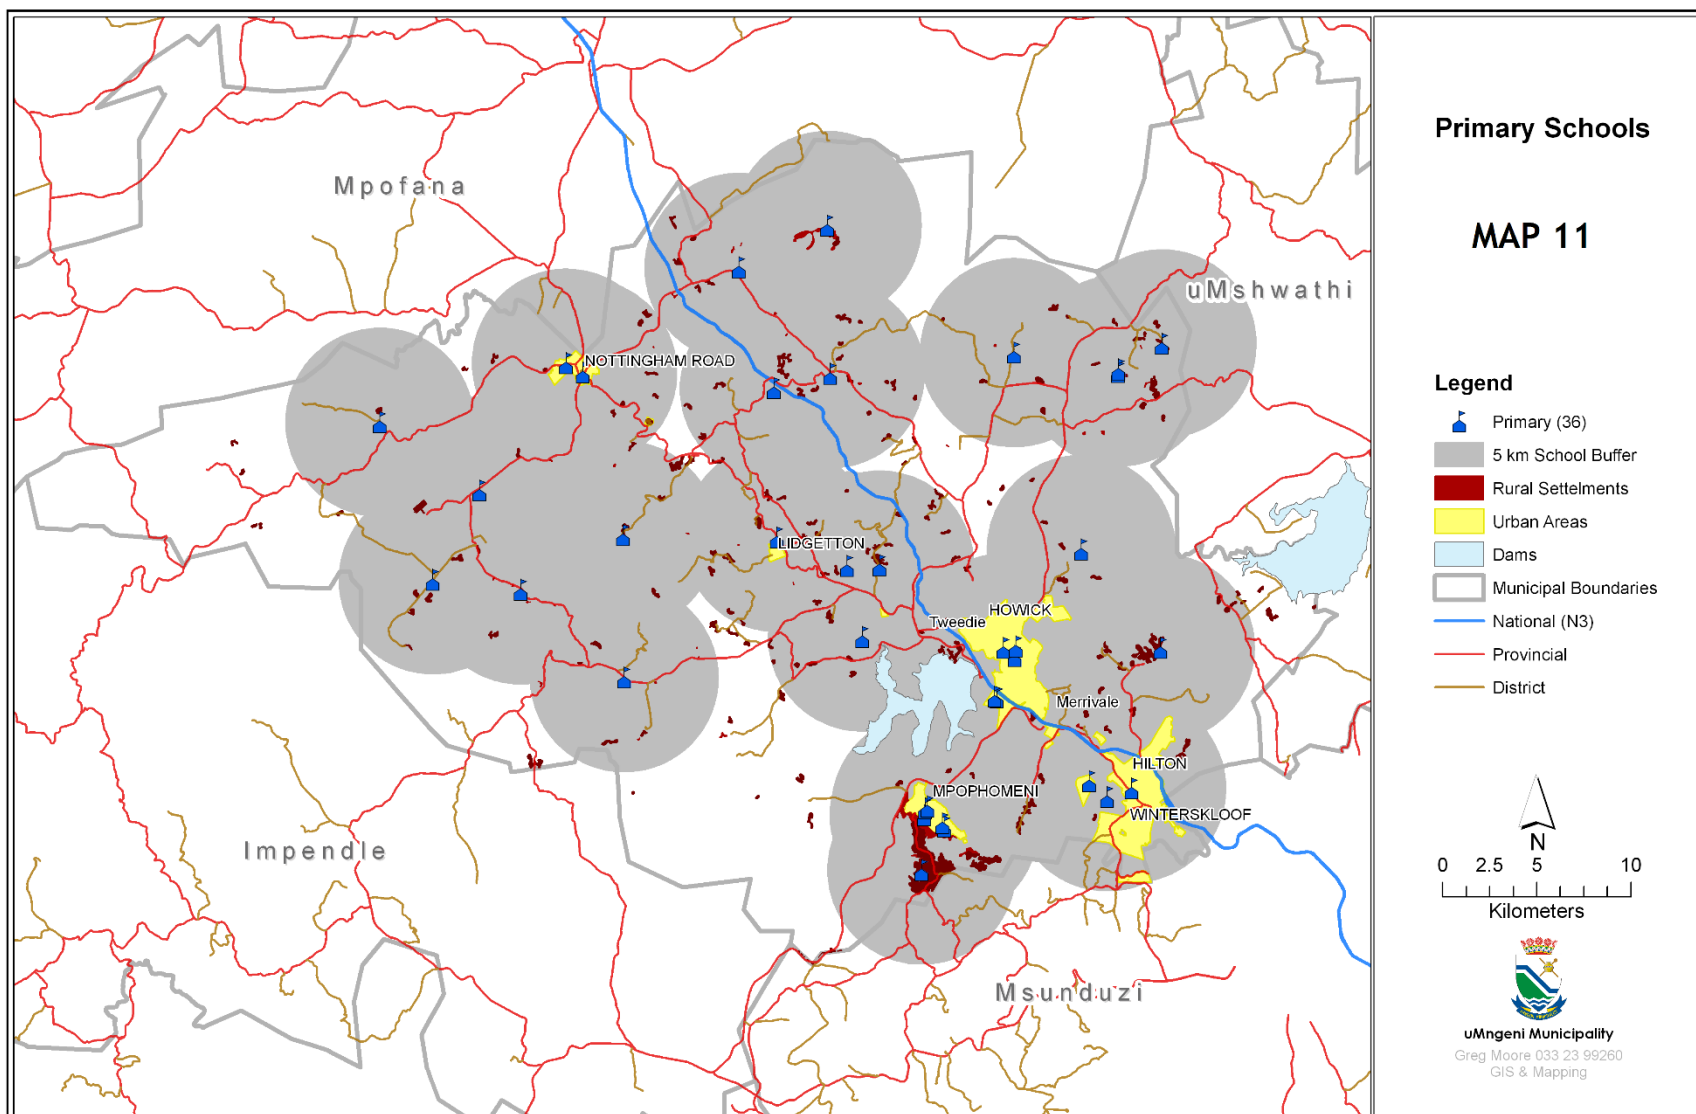 Primary Schools
MAP 11
Mpofana
uMshwathi
NOTTINGHAM ROAD
LIDGETTON
HOWICK
Tweedie
Merrivale
HILTON
MPOPHOMENI
WINTERSKLOOF
Impendle
Msunduzi
Legend
Primary (36)
5 km School Buffer
Rural Settelments
Urban Areas
Dams
Municipal Boundaries
National (N3)
Provincial
District
N
0 2.5 5 10
Kilometers
uMngeni Municipality
Greg Moore 033 23 99260
GIS & Mapping